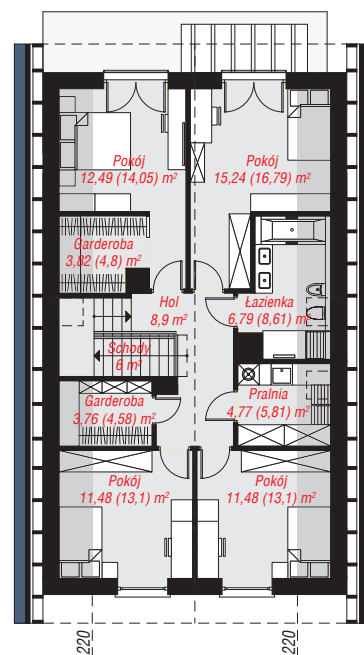 Pokój
12,49 (14,05) m²
Pokój
15,24 (16,79) m²
Garderoba
3,82 (4,8) m²
Hol
8,9 m²
Łazienka
6,79 (8,61) m²
Schody
6 m²
Garderoba
3,76 (4,58) m²
Pralnia
4,77 (5,81) m²
Pokój
11,48 (13,1) m²
Pokój
11,48 (13,1) m²
220
220